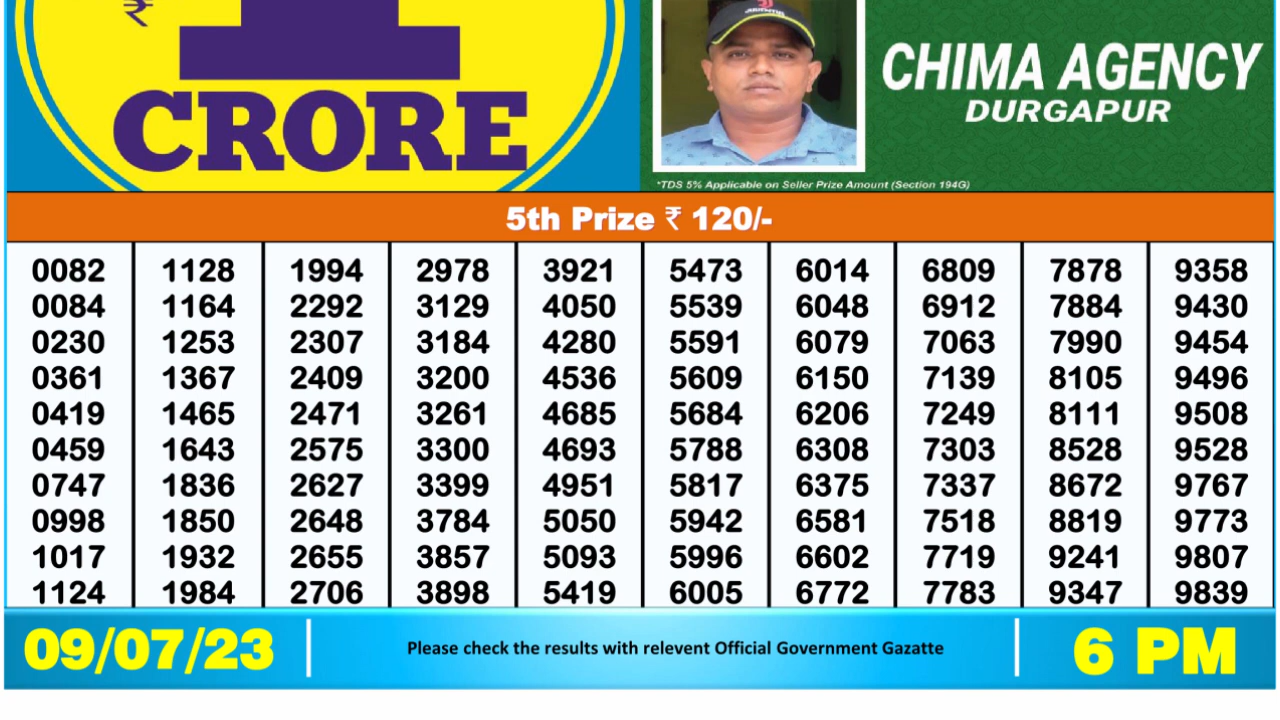 ₹
1
CRORE
CHIMA AGENCY
DURGAPUR
*TDS 5% Applicable on Seller Prize Amount (Section 194G)
5th Prize ₹ 120/-
0082 1128 1994 2978 3921 5473 6014 6809 7878 9358
0084 1164 2292 3129 4050 5539 6048 6912 7884 9430
0230 1253 2307 3184 4280 5591 6079 7063 7990 9454
0361 1367 2409 3200 4536 5609 6150 7139 8105 9496
0419 1465 2471 3261 4685 5684 6206 7249 8111 9508
0459 1643 2575 3300 4693 5788 6308 7303 8528 9528
0747 1836 2627 3399 4951 5817 6375 7337 8672 9767
0998 1850 2648 3784 5050 5942 6581 7518 8819 9773
1017 1932 2655 3857 5093 5996 6602 7719 9241 9807
1124 1984 2706 3898 5419 6005 6772 7783 9347 9839
09/07/23
Please check the results with relevent Official Government Gazatte
6 PM